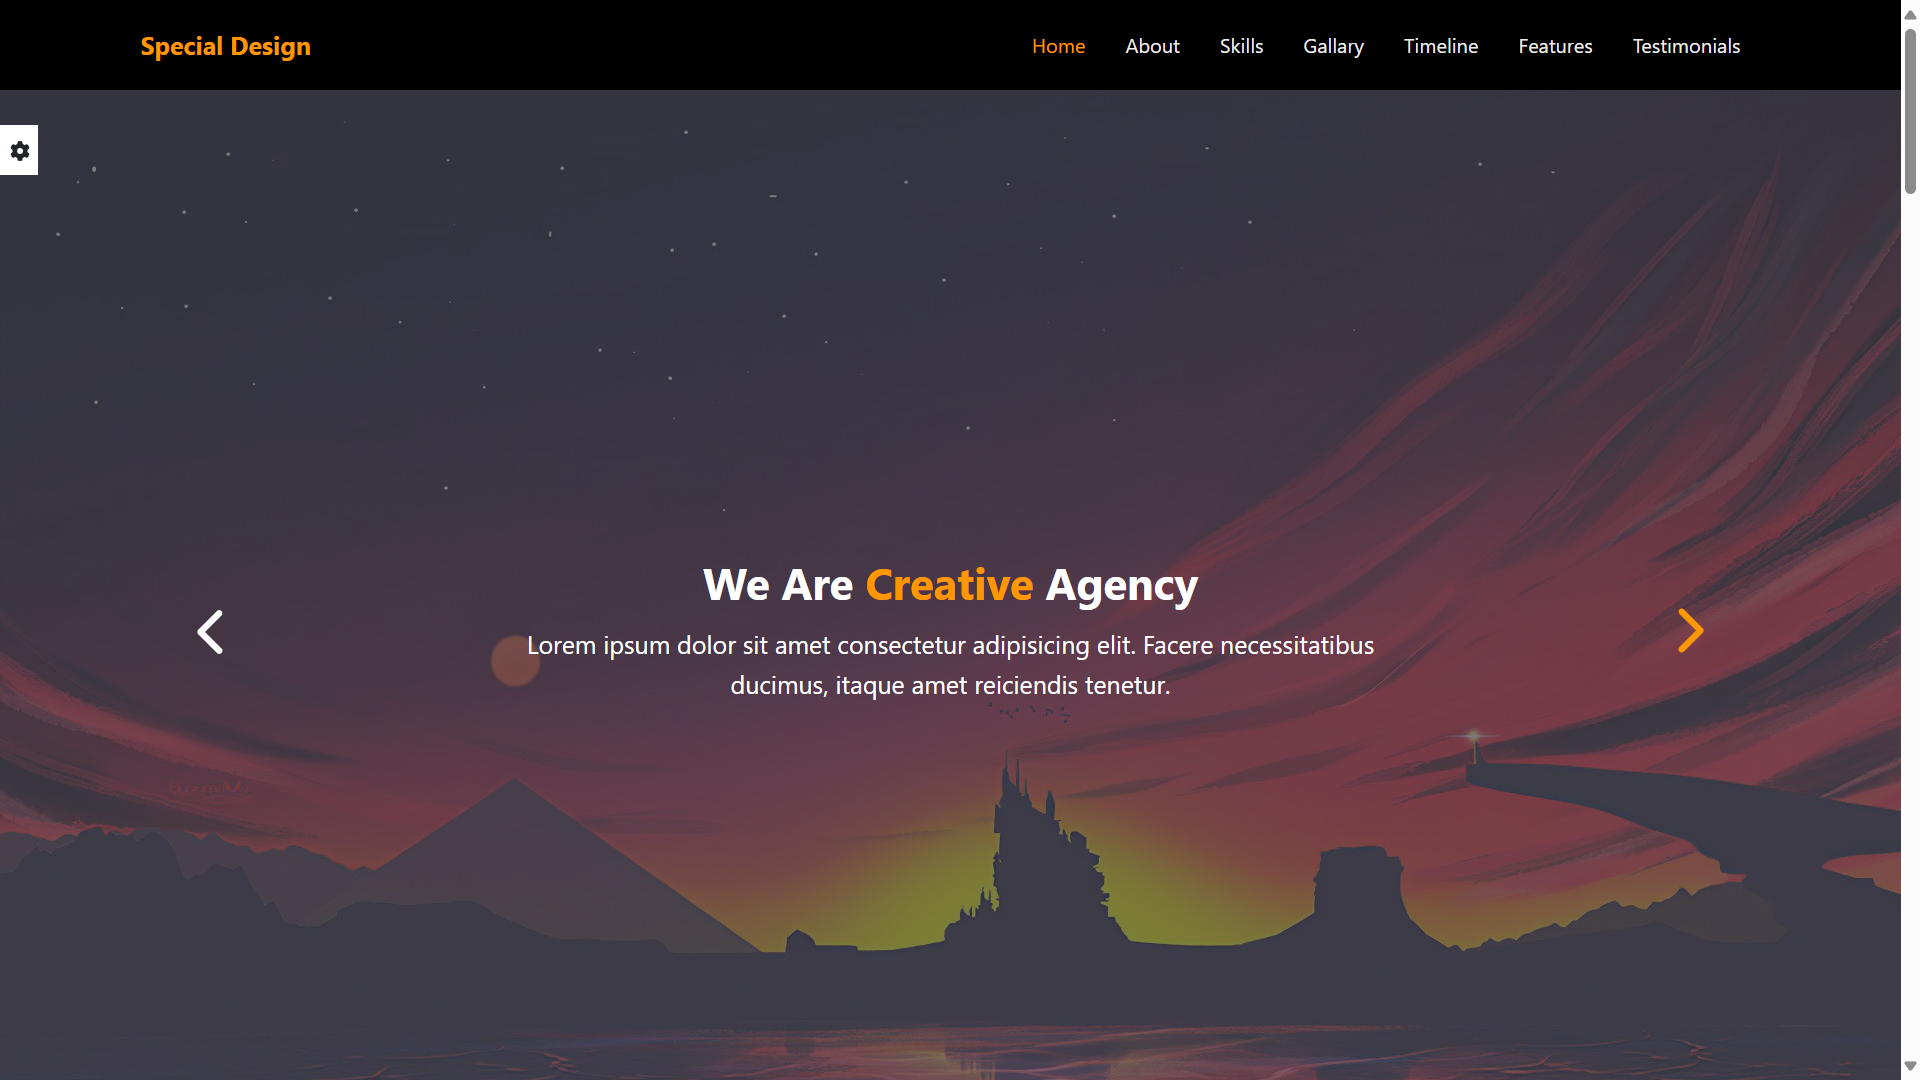 Special Design
Home About Skills Gallary Timeline Features Testimonials
We Are Creative Agency
Lorem ipsum dolor sit amet consectetur adipisicing elit. Facere necessitatibus
ducimus, itaque amet reiciendis tenetur.